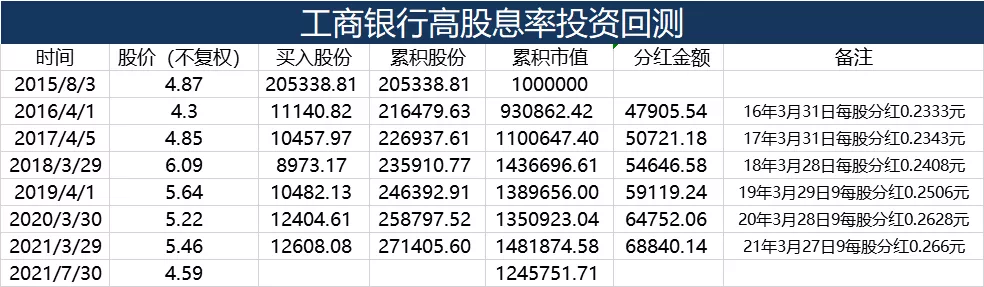 工商银行高股息率投资回测
时间 股价（不复权） 买入股份 累积股份 累积市值 分红金额 备注
2015/8/3 4.87 205338.81 205338.81 1000000
2016/4/1 4.3 11140.82 216479.63 930862.42 47905.54 16年3月31日每股分红0.2333元
2017/4/5 4.85 10457.97 226937.61 1100647.40 50721.18 17年3月31日每股分红0.2343元
2018/3/29 6.09 8973.17 235910.77 1436696.61 54646.58 18年3月28日每股分红0.2408元
2019/4/1 5.64 10482.13 246392.91 1389656.00 59119.24 19年3月29日9每股分红0.2506元
2020/3/30 5.22 12404.61 258797.52 1350923.04 64752.06 20年3月28日9每股分红0.2628元
2021/3/29 5.46 12608.08 271405.60 1481874.58 68840.14 21年3月27日9每股分红0.266元
2021/7/30 4.59 1245751.71